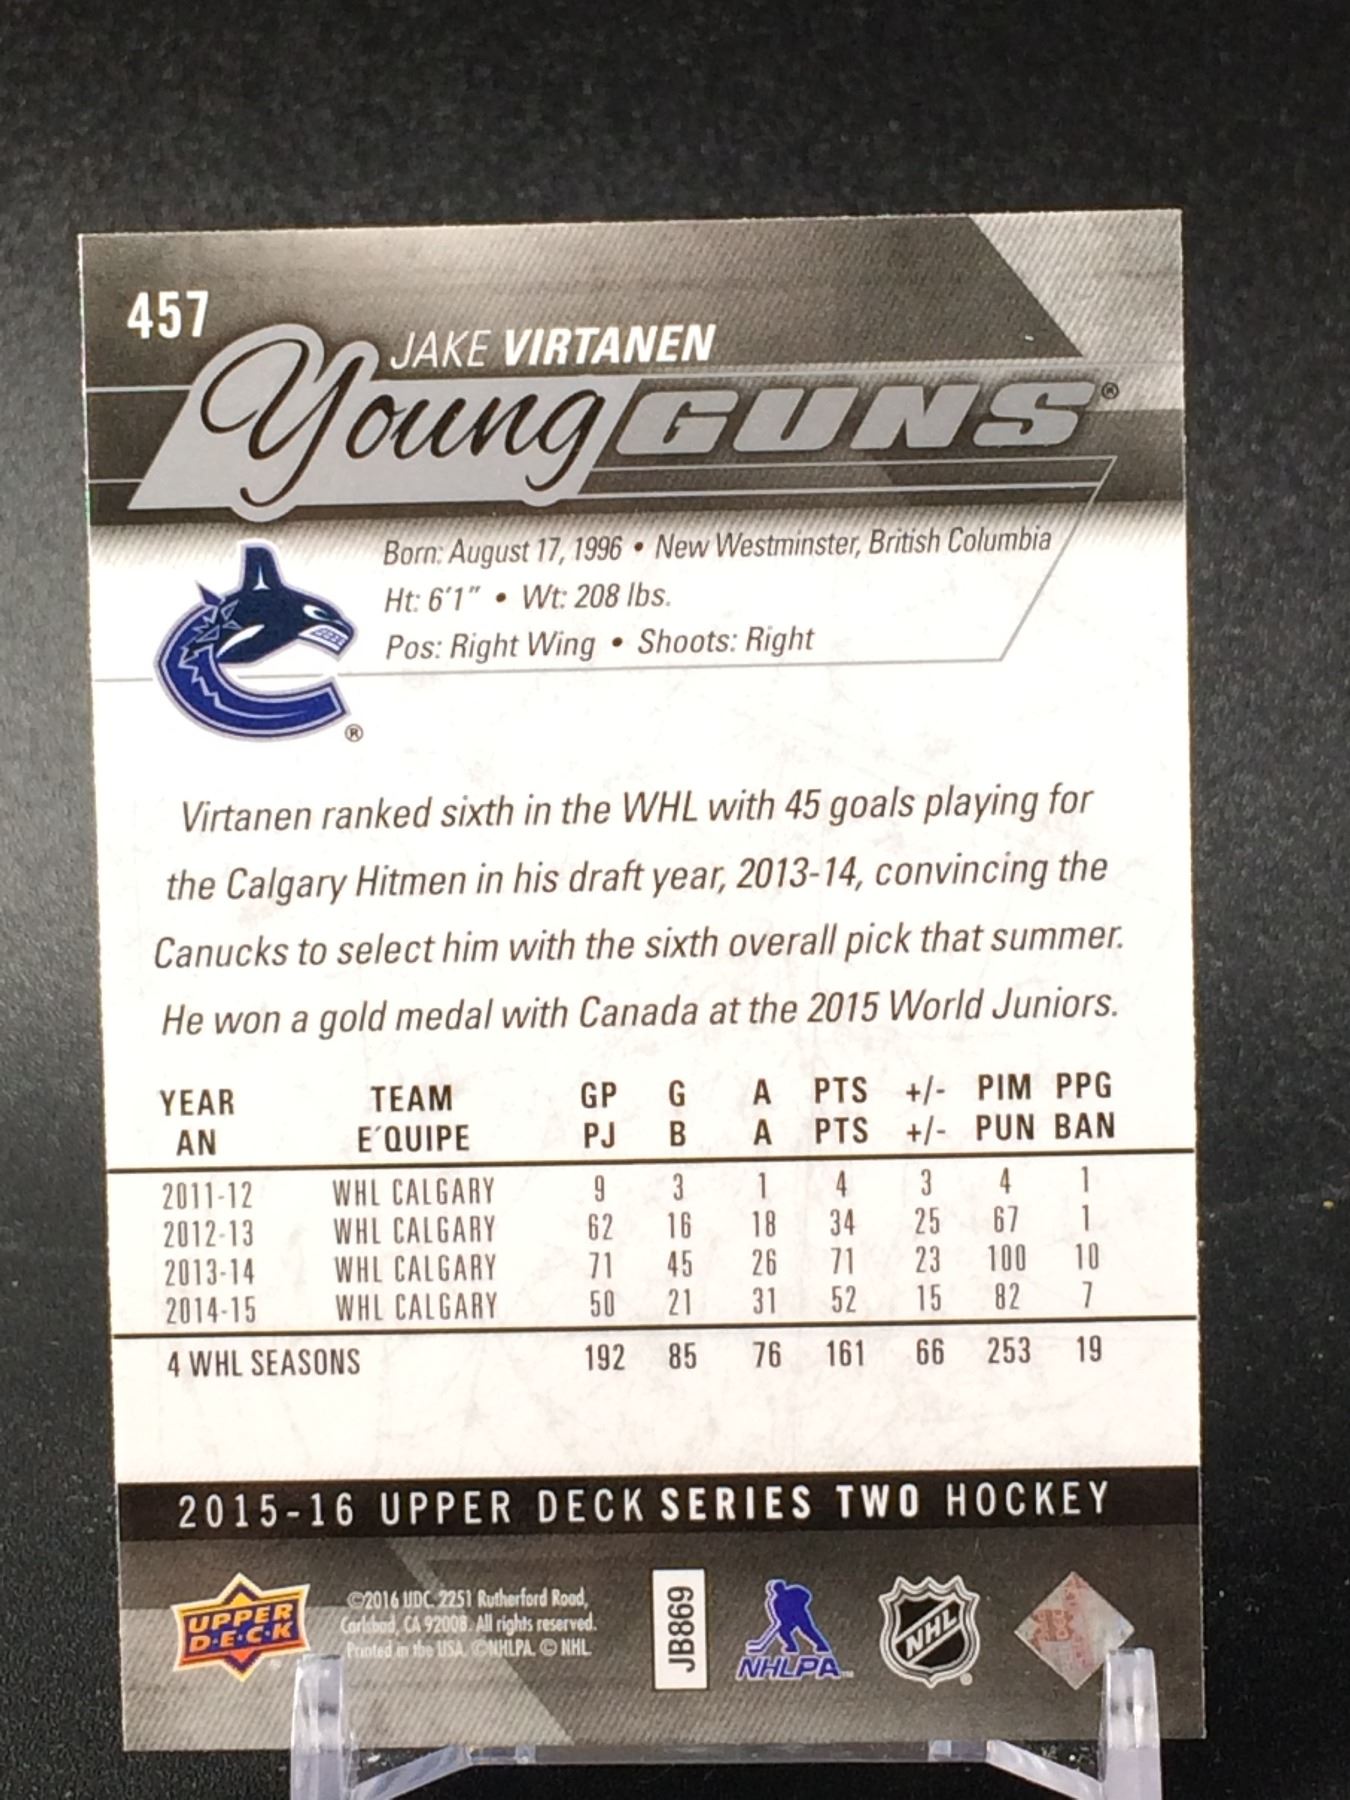 457
JAKE VIRTANEN
Young GUNS®
Born: August 17, 1996 • New Westminster, British Columbia
Ht: 6'1" • Wt: 208 lbs.
Pos: Right Wing • Shoots: Right
®
Virtanen ranked sixth in the WHL with 45 goals playing for
the Calgary Hitmen in his draft year, 2013-14, convincing the
Canucks to select him with the sixth overall pick that summer.
He won a gold medal with Canada at the 2015 World Juniors.
YEAR TEAM GP G A PTS +/- PIM PPG
AN E´QUIPE PJ B A PTS +/- PUN BAN
2011-12 WHL CALGARY 9 3 1 4 3 4 1
2012-13 WHL CALGARY 62 16 18 34 25 67 1
2013-14 WHL CALGARY 71 45 26 71 23 100 10
2014-15 WHL CALGARY 50 21 31 52 15 82 7
4 WHL SEASONS 192 85 76 161 66 253 19
2015-16 UPPER DECK SERIES TWO HOCKEY
UPPER
D·E·C·K
©2016 UDC. 2251 Rutherford Road,
Carlsbad, CA 92008. All rights reserved.
Printed in the USA. ©NHLPA. © NHL.
JB869
NHLPA™
NHL®